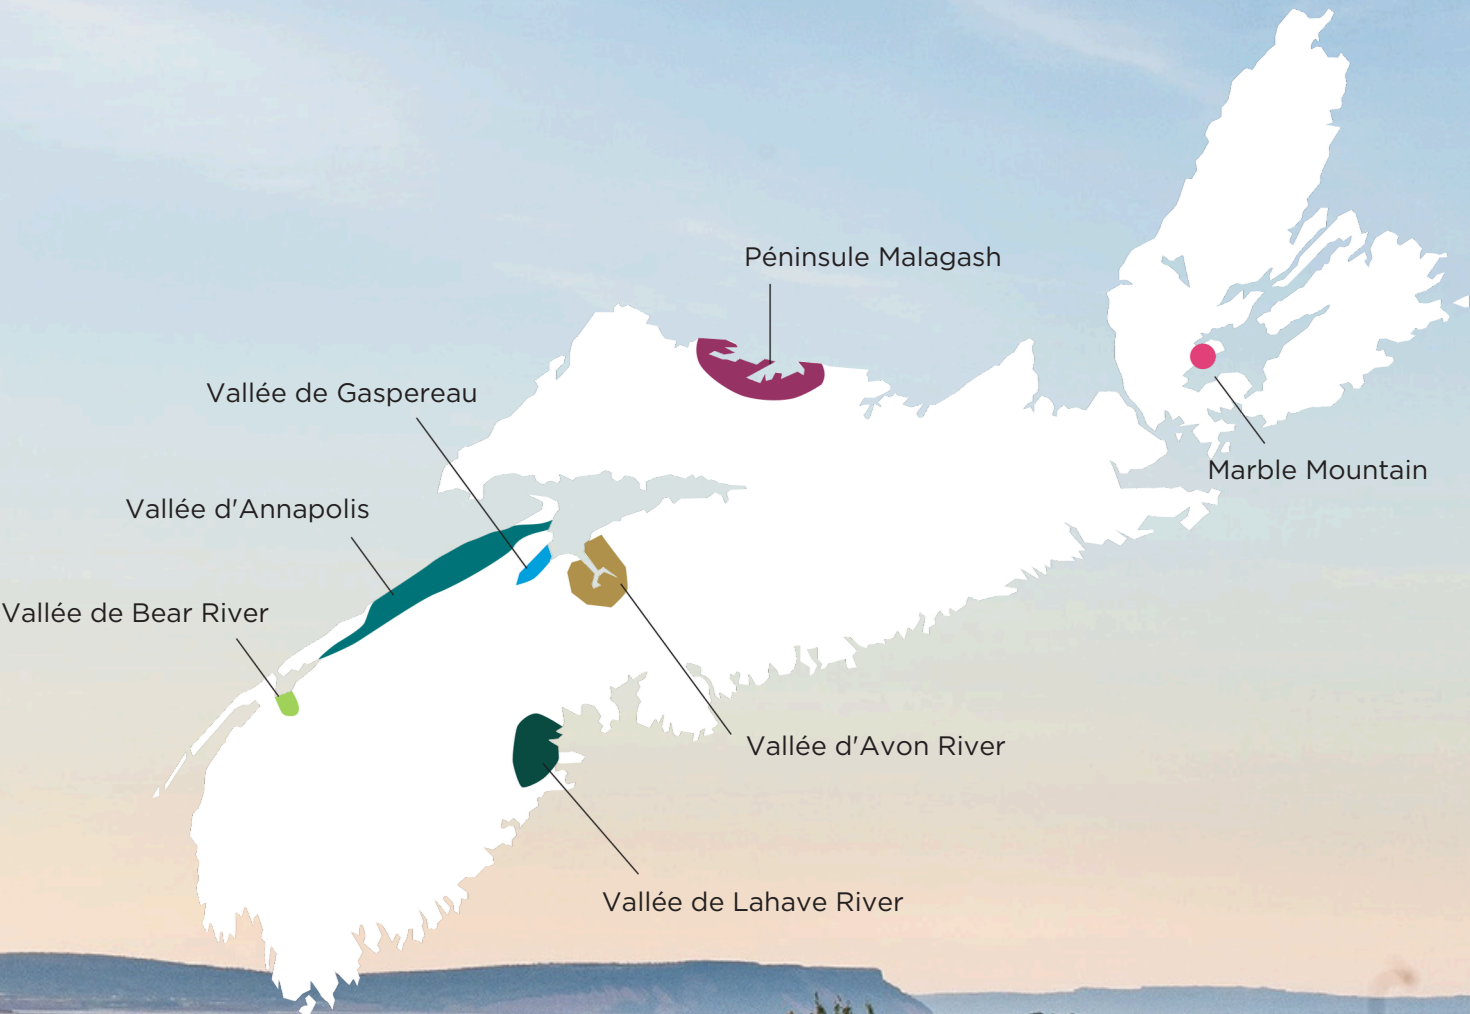 Péninsule Malagash
Vallée de Gaspereau
Marble Mountain
Vallée d'Annapolis
Vallée de Bear River
Vallée d'Avon River
Vallée de Lahave River